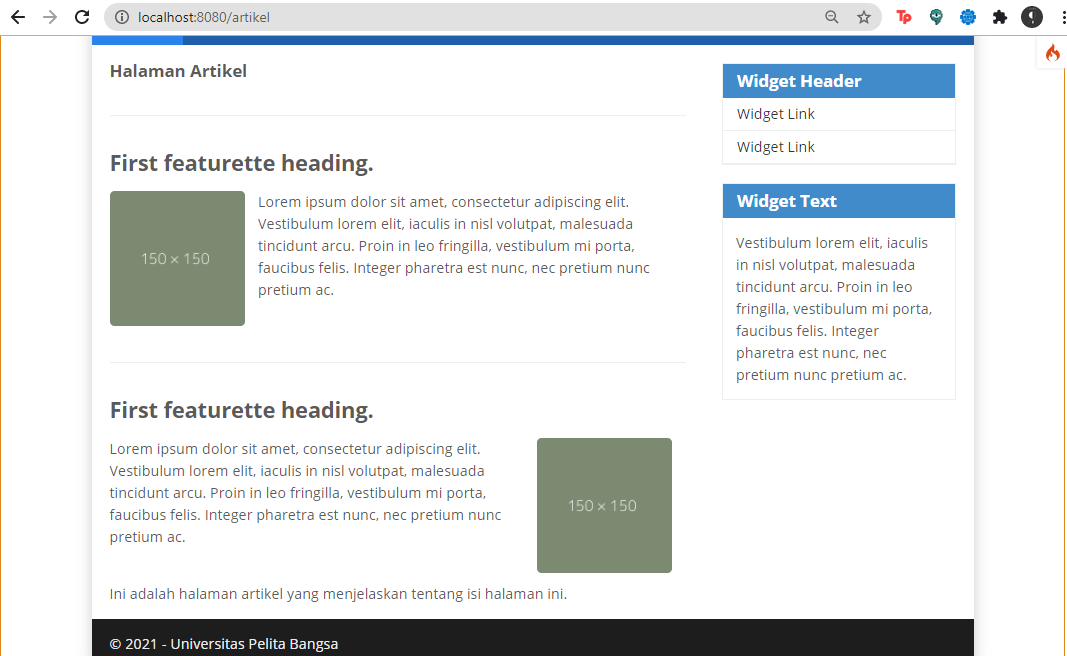 localhost:8080/artikel
Tp
Halaman Artikel
First featurette heading.
150 × 150
Lorem ipsum dolor sit amet, consectetur adipiscing elit.
Vestibulum lorem elit, iaculis in nisl volutpat, malesuada
tincidunt arcu. Proin in leo fringilla, vestibulum mi porta,
faucibus felis. Integer pharetra est nunc, nec pretium nunc
pretium ac.
First featurette heading.
Lorem ipsum dolor sit amet, consectetur adipiscing elit.
Vestibulum lorem elit, iaculis in nisl volutpat, malesuada
tincidunt arcu. Proin in leo fringilla, vestibulum mi porta,
faucibus felis. Integer pharetra est nunc, nec pretium nunc
pretium ac.
150 × 150
Ini adalah halaman artikel yang menjelaskan tentang isi halaman ini.
Widget Header
Widget Link
Widget Link
Widget Text
Vestibulum lorem elit, iaculis
in nisl volutpat, malesuada
tincidunt arcu. Proin in leo
fringilla, vestibulum mi porta,
faucibus felis. Integer
pharetra est nunc, nec
pretium nunc pretium ac.
© 2021 - Universitas Pelita Bangsa